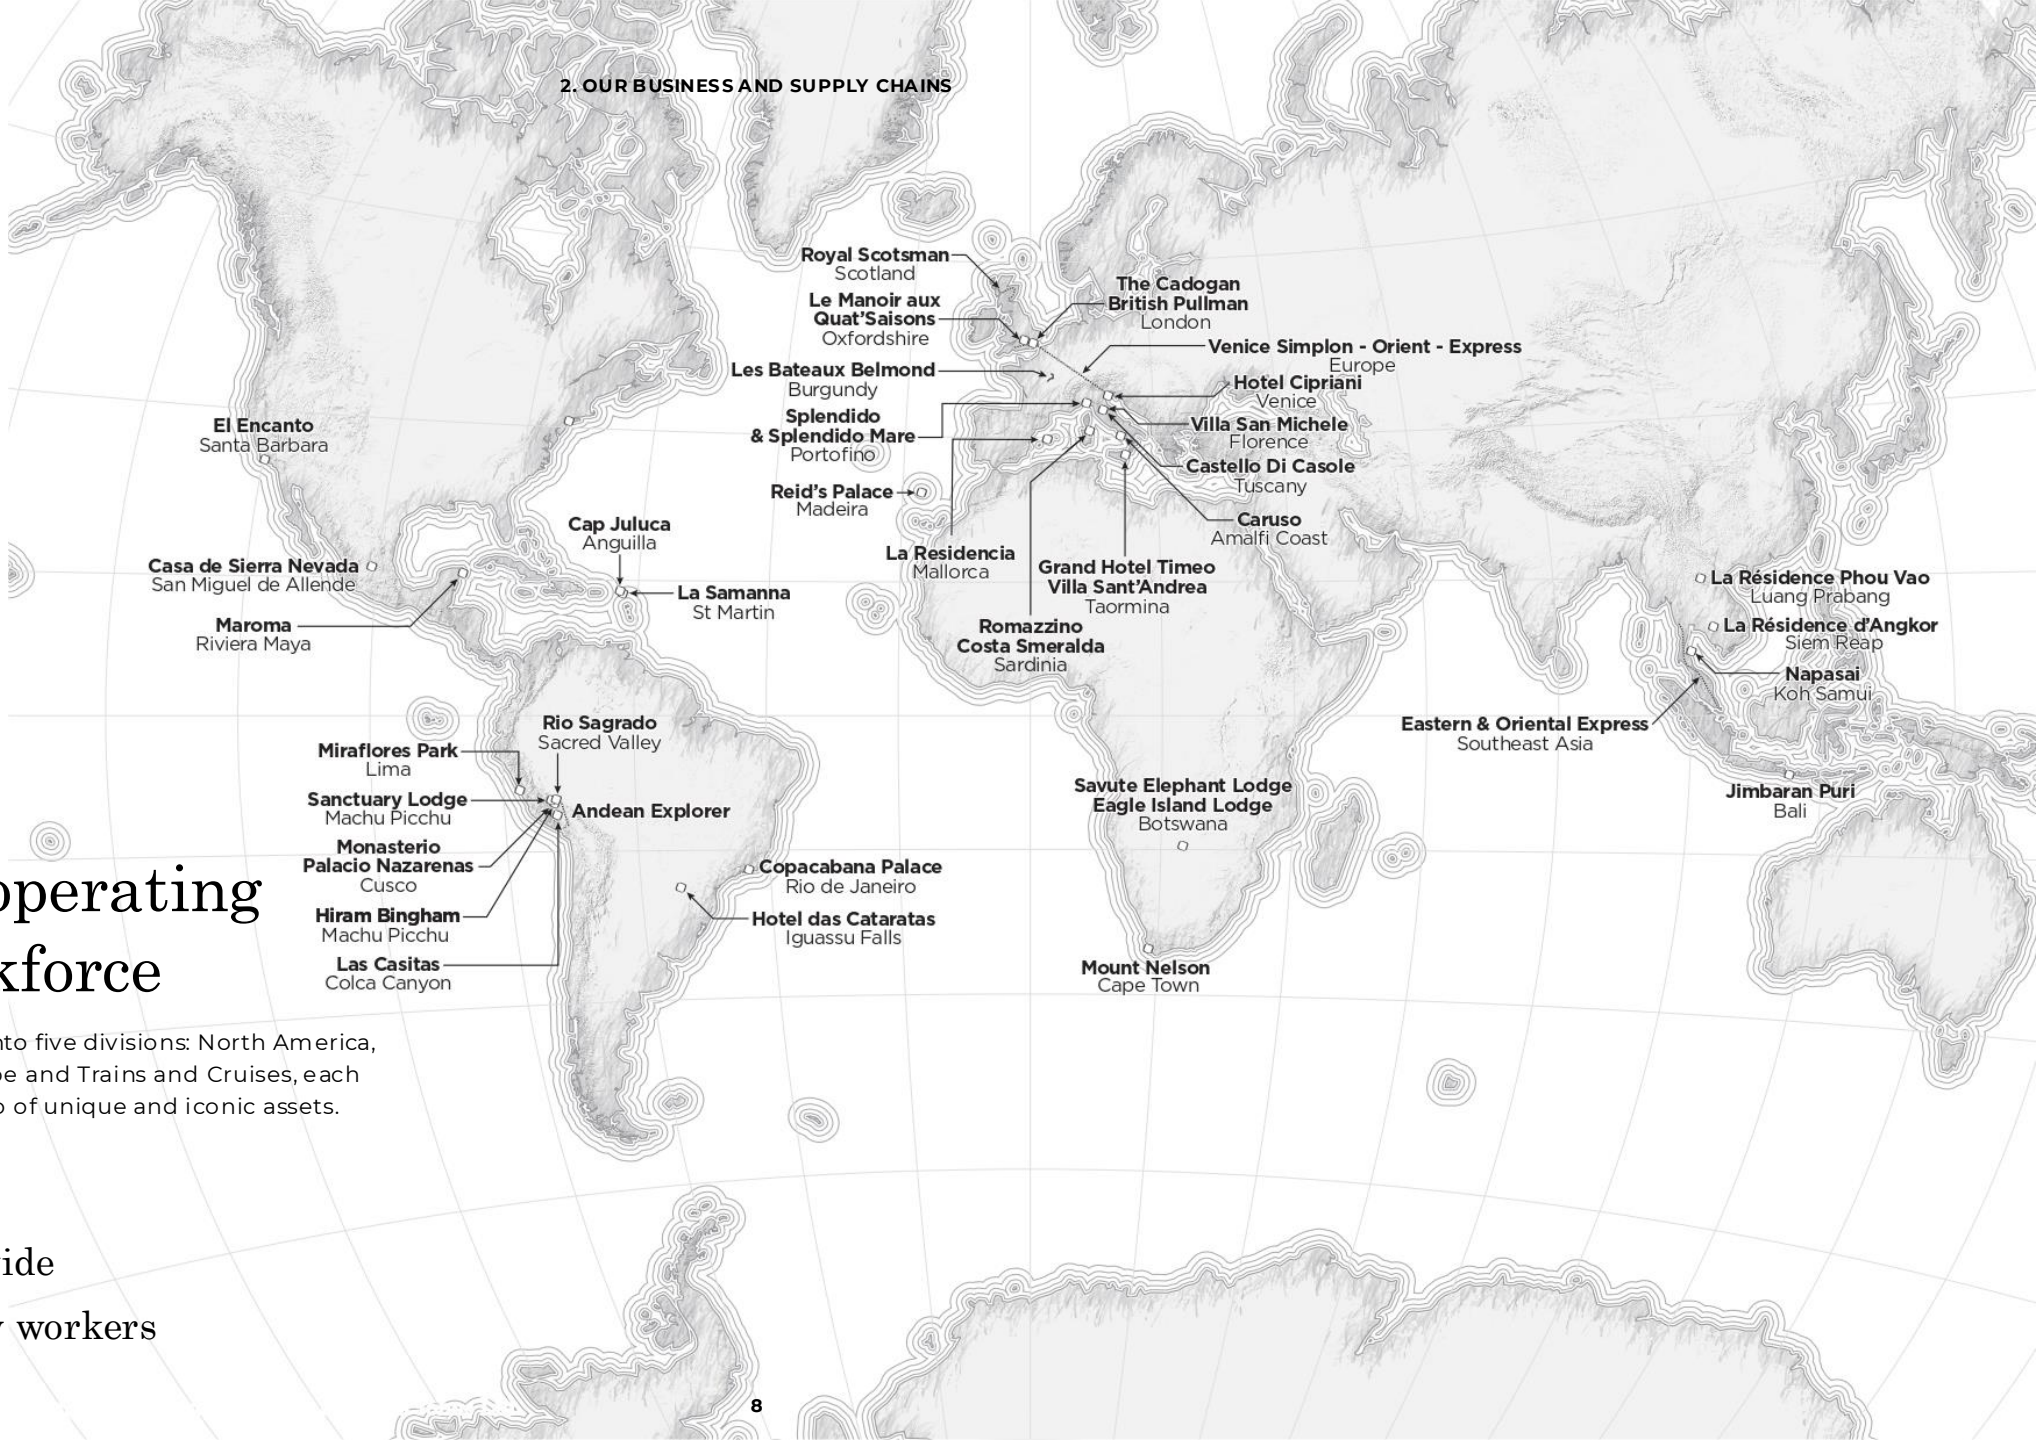 2. OUR BUSINESS AND SUPPLY CHAINS
Royal Scotsman
Scotland
Le Manoir aux
Quat'Saisons
Oxfordshire
Les Bateaux Belmond
Burgundy
Splendido
& Splendido Mare
Portofino
Reid's Palace
Madeira
La Residencia
Mallorca
The Cadogan
British Pullman
London
Venice Simplon - Orient - Express
Europe
Hotel Cipriani
Venice
Villa San Michele
Florence
Castello Di Casole
Tuscany
Caruso
Amalfi Coast
Grand Hotel Timeo
Villa Sant'Andrea
Taormina
Romazzino
Costa Smeralda
Sardinia
El Encanto
Santa Barbara
Casa de Sierra Nevada
San Miguel de Allende
Maroma
Riviera Maya
Cap Juluca
Anguilla
La Samanna
St Martin
Rio Sagrado
Sacred Valley
Miraflores Park
Lima
Sanctuary Lodge
Machu Picchu
Andean Explorer
Monasterio
Palacio Nazarenas
Cusco
Hiram Bingham
Machu Picchu
Las Casitas
Colca Canyon
Copacabana Palace
Rio de Janeiro
Hotel das Cataratas
Iguassu Falls
Savute Elephant Lodge
Eagle Island Lodge
Botswana
Mount Nelson
Cape Town
La Résidence Phou Vao
Luang Prabang
La Résidence d'Angkor
Siem Reap
Napasai
Koh Samui
Eastern & Oriental Express
Southeast Asia
Jimbaran Puri
Bali
operating
kforce
nto five divisions: North America,
pe and Trains and Cruises, each
o of unique and iconic assets.
ide
workers
8